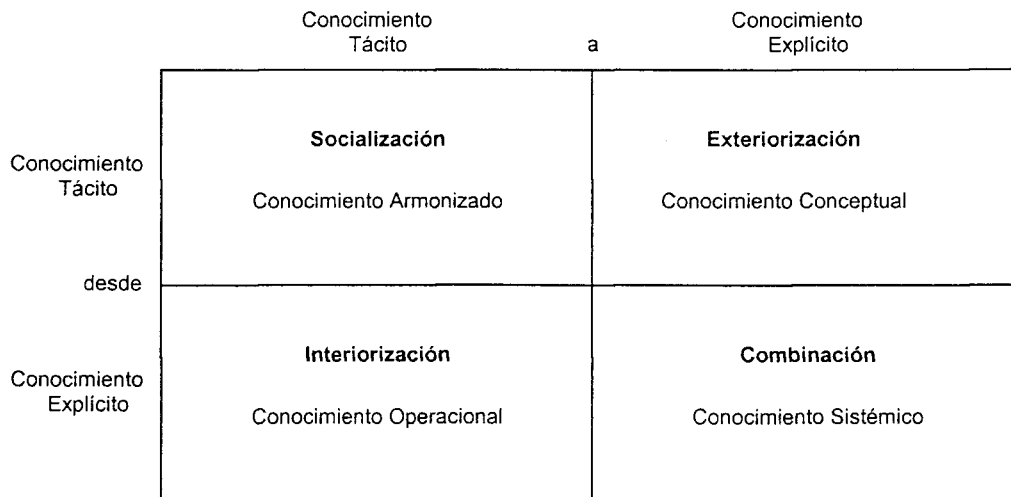 Conocimiento Conocimiento
Tácito a Explícito
Socialización Exteriorización
Conocimiento
Tácito
Conocimiento Armonizado Conocimiento Conceptual
desde
Interiorización Combinación
Conocimiento
Explícito
Conocimiento Operacional Conocimiento Sistémico